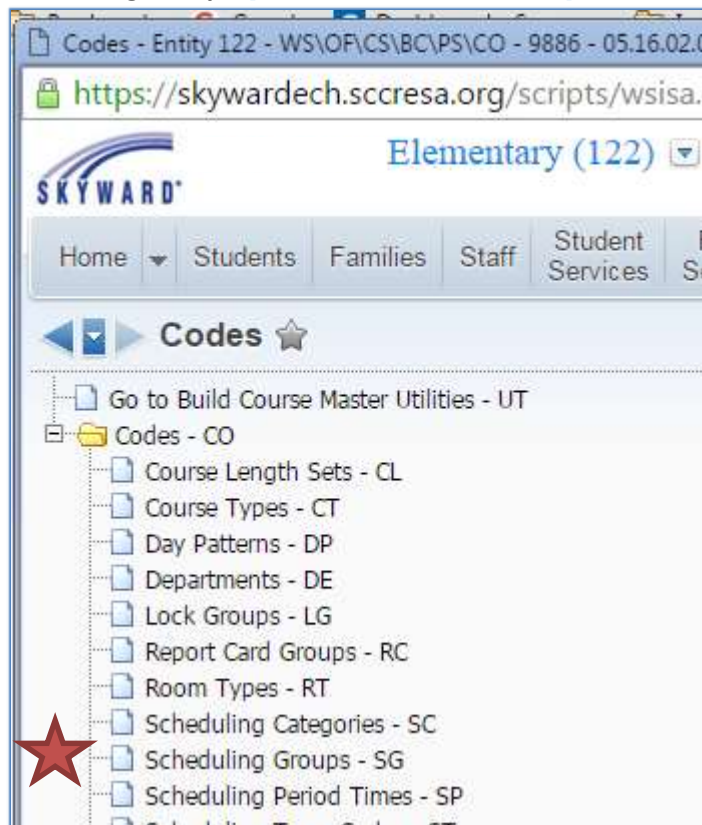 Codes - Entity 122 - WS\OF\CS\BC\PS\CO - 9886 - 05.16.02.0
https://skywardech.sccresa.org/scripts/wsisa.
SKYWARD
Elementary (122)
Home Students Families Staff Student Services
Codes
Go to Build Course Master Utilities - UT
Codes - CO
Course Length Sets - CL
Course Types - CT
Day Patterns - DP
Departments - DE
Lock Groups - LG
Report Card Groups - RC
Room Types - RT
Scheduling Categories - SC
Scheduling Groups - SG
Scheduling Period Times - SP